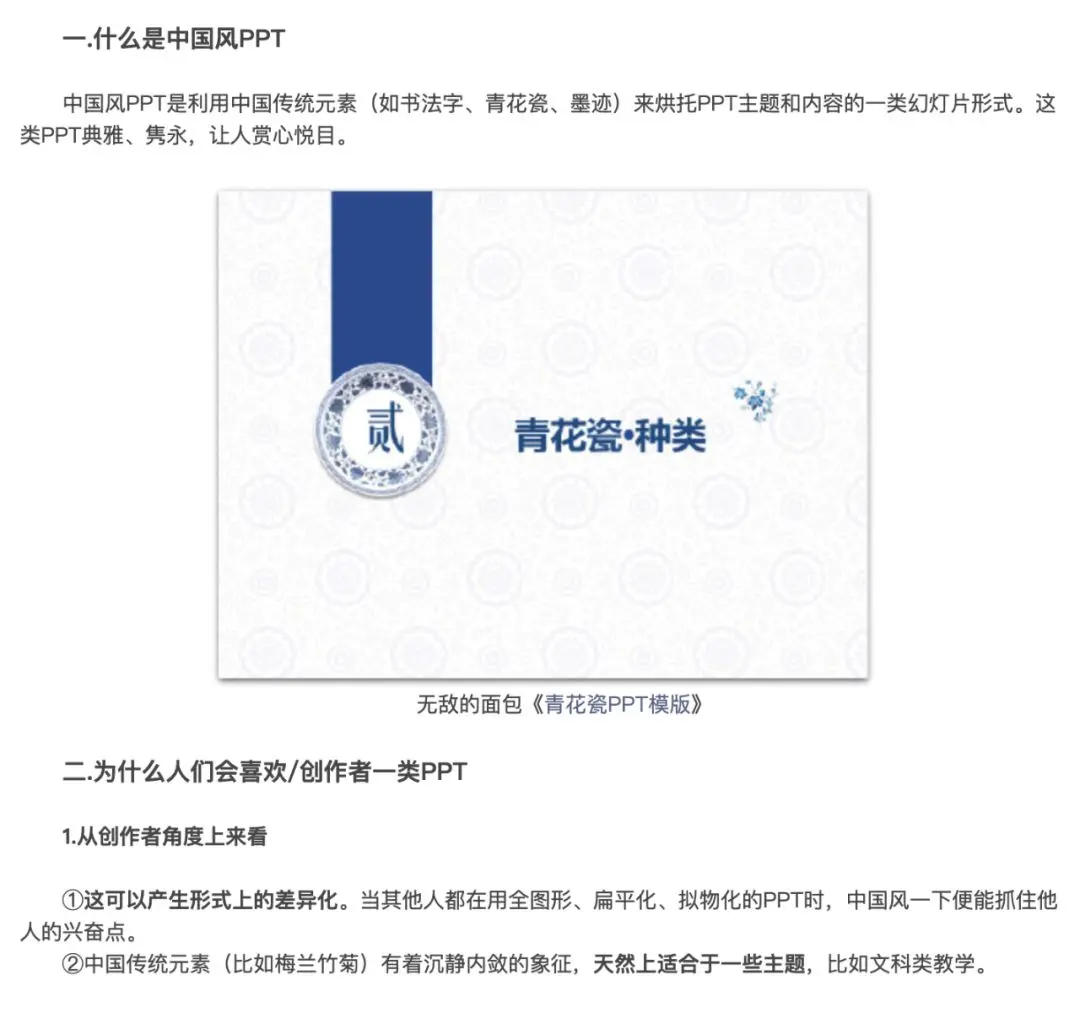 一.什么是中国风PPT
中国风PPT是利用中国传统元素（如书法字、青花瓷、墨迹）来烘托PPT主题和内容的一类幻灯片形式。这
类PPT典雅、隽永，让人赏心悦目。
贰
青花瓷•种类
无敌的面包《青花瓷PPT模版》
二.为什么人们会喜欢/创作者一类PPT
1.从创作者角度上来看
①这可以产生形式上的差异化。当其他人都在用全图形、扁平化、拟物化的PPT时，中国风一下便能抓住他
人的兴奋点。
②中国传统元素（比如梅兰竹菊）有着沉静内敛的象征，天然上适合于一些主题，比如文科类教学。